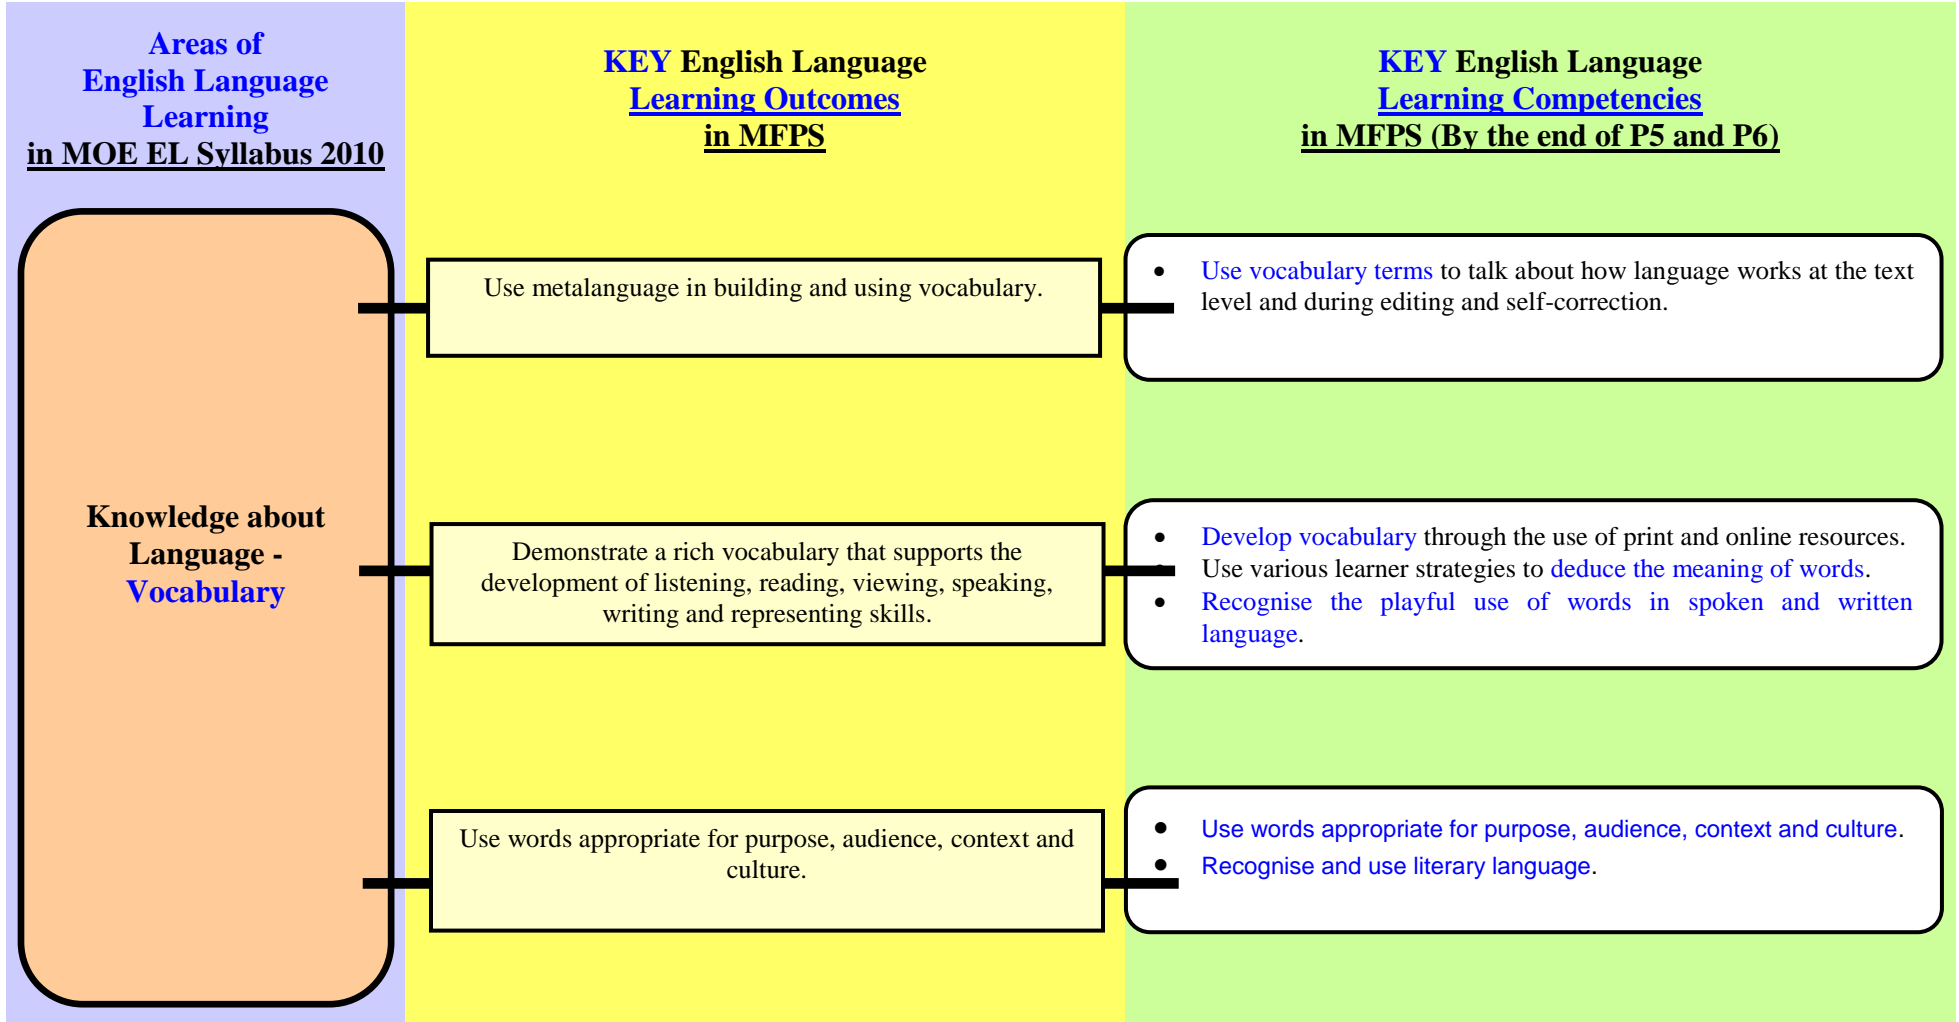 Areas of
English Language
Learning
in MOE EL Syllabus 2010
KEY English Language
Learning Outcomes
in MFPS
KEY English Language
Learning Competencies
in MFPS (By the end of P5 and P6)
Knowledge about
Language -
Vocabulary
Use metalanguage in building and using vocabulary.
• Use vocabulary terms to talk about how language works at the text
level and during editing and self-correction.
Demonstrate a rich vocabulary that supports the
development of listening, reading, viewing, speaking,
writing and representing skills.
• Develop vocabulary through the use of print and online resources.
• Use various learner strategies to deduce the meaning of words.
• Recognise the playful use of words in spoken and written
language.
Use words appropriate for purpose, audience, context and
culture.
• Use words appropriate for purpose, audience, context and culture.
• Recognise and use literary language.